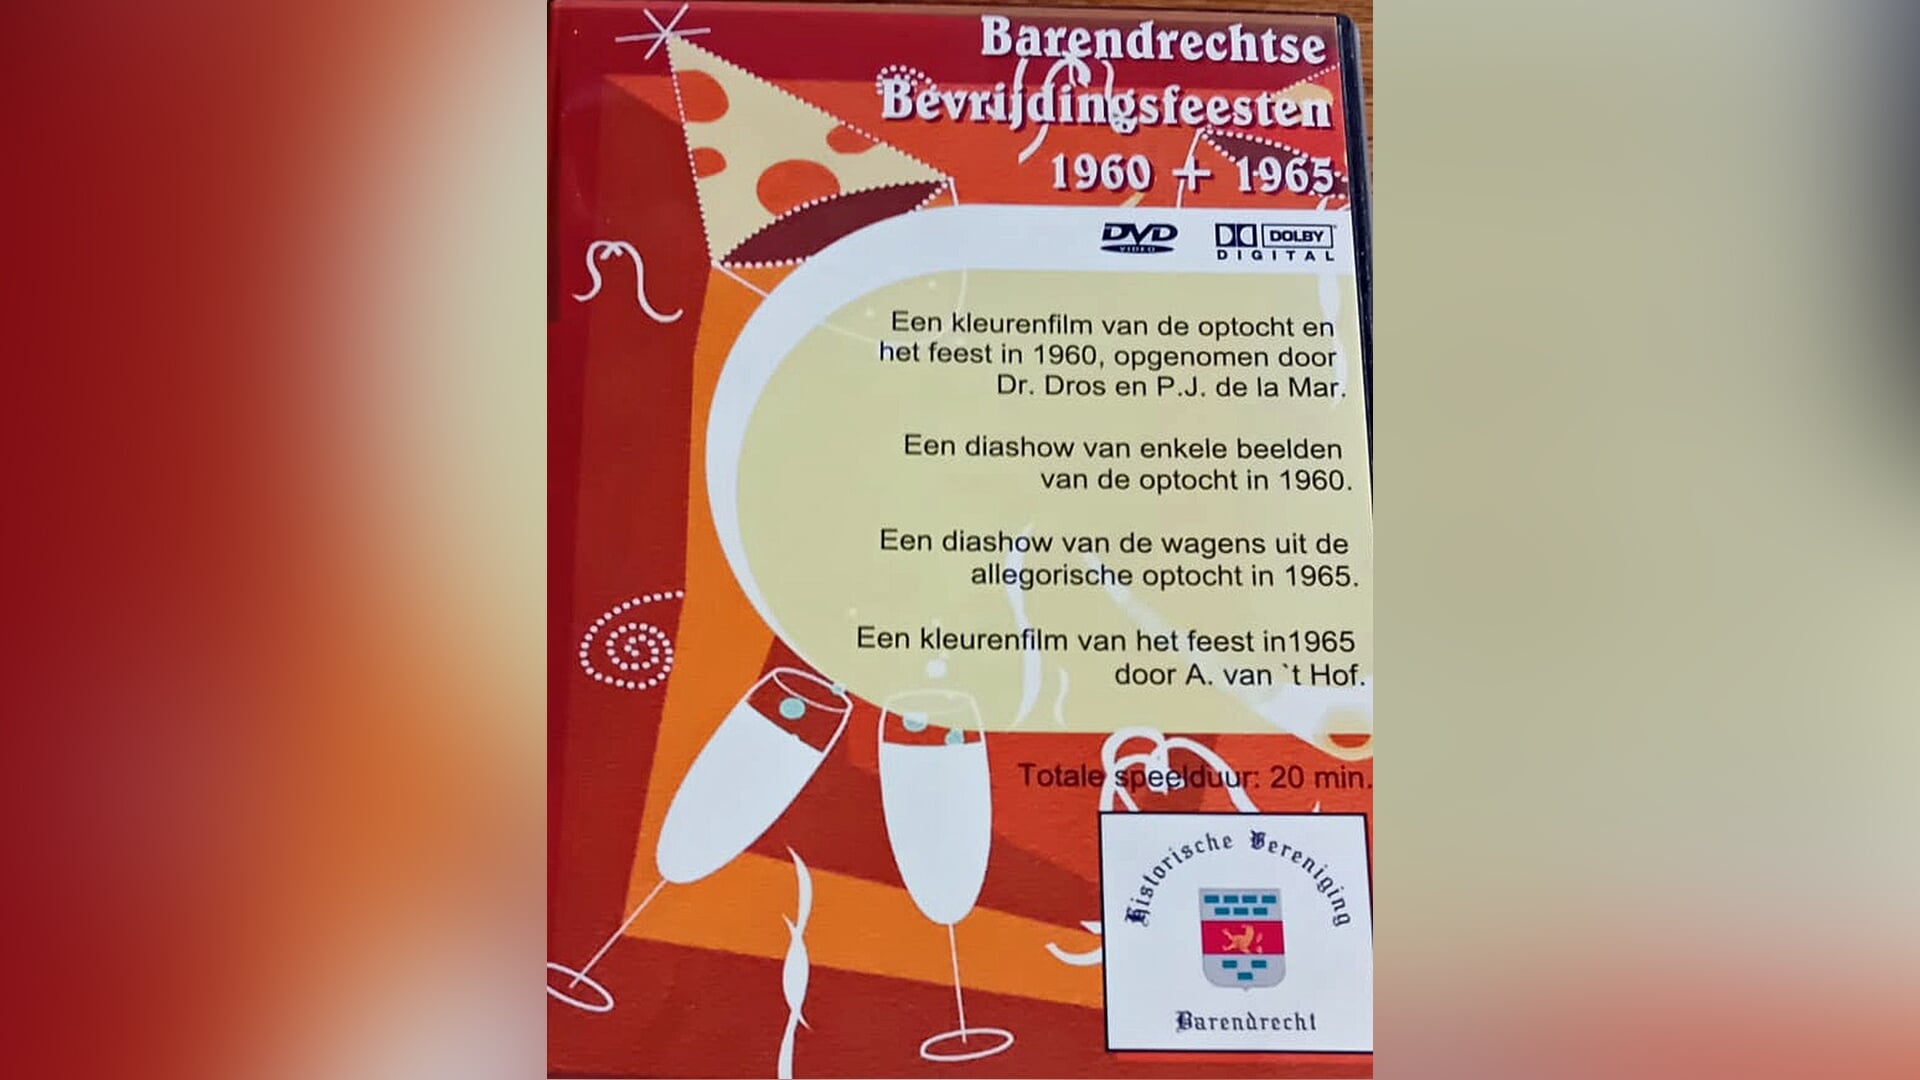 Barendrechtse
Bevrijdingsfeesten
1960 + 1965
DVD
VIDEO
DOLBY
DIGITAL
Een kleurenfilm van de optocht en
het feest in 1960, opgenomen door
Dr. Dros en P.J. de la Mar.
Een diashow van enkele beelden
van de optocht in 1960.
Een diashow van de wagens uit de
allegorische optocht in 1965.
Een kleurenfilm van het feest in1965
door A. van `t Hof.
Totale speelduur: 20 min.
Historische Vereniging
Barendrecht